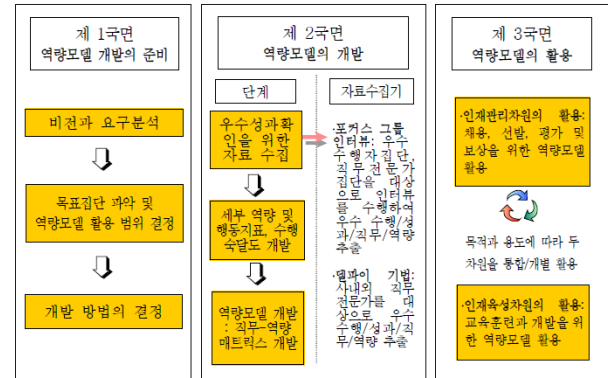 제 1국면
역량모델 개발의 준비
비전과 요구분석
목표집단 파악 및
역량모델 활용 범위 결정
개발 방법의 결정
제 2국면
역량모델의 개발
단계
우수성과확
인을 위한
자료 수집
세부 역량 및
행동지표, 수행
숙달도 개발
역량모델 개발
: 직무-역량
매트릭스 개발
자료수집기
·포커스 그룹
인터뷰: 우수
수행자집단,
직무전문가
집단을 대상
으로 인터뷰
를 수행하여
우수 수행/성
과/직무/역량
추출
·델파이 기법:
사내외 직무
전문가를 대
상으로 우수
수행/성과/직
무/역량 추출
제 3국면
역량모델의 활용
·인재관리차원의 활용:
채용, 선발, 평가 및
보상을 위한 역량모델
활용
목적과 용도에 따라 두
차원을 통합/개별 활용
·인재육성차원의 활용:
교육훈련과 개발을 위
한 역량모델 활용